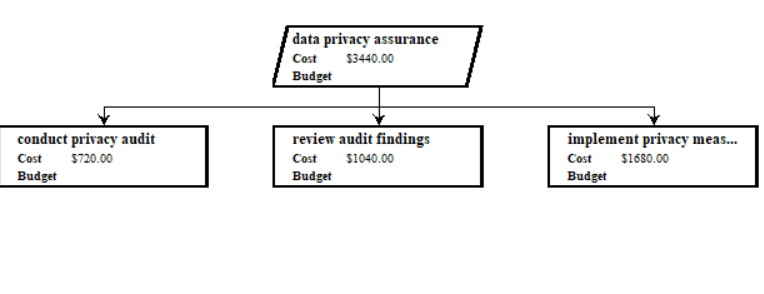 data privacy assurance
Cost $3440.00
Budget
conduct privacy audit
Cost $720.00
Budget
review audit findings
Cost $1040.00
Budget
implement privacy meas...
Cost $1680.00
Budget